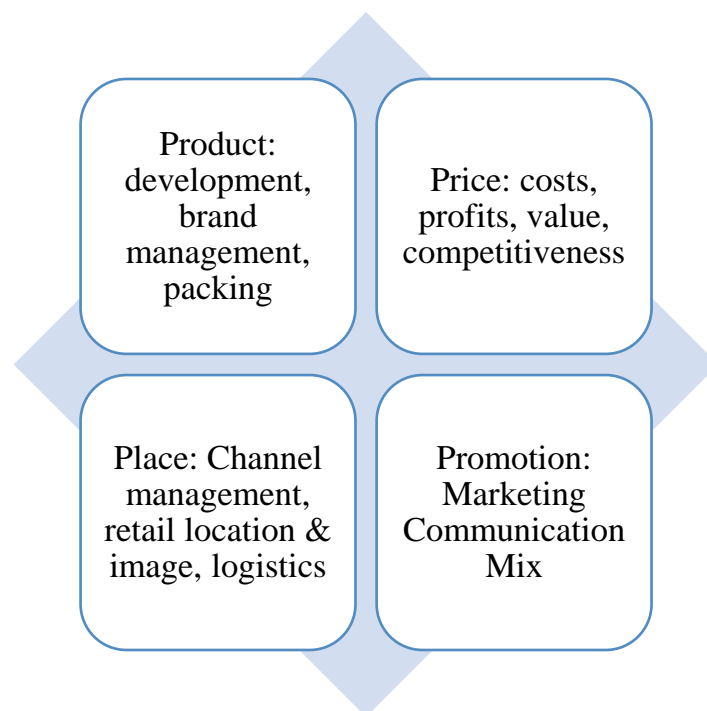 Product:
development,
brand
management,
packing
Price: costs,
profits, value,
competitiveness
Place: Channel
management,
retail location &
image, logistics
Promotion:
Marketing
Communication
Mix